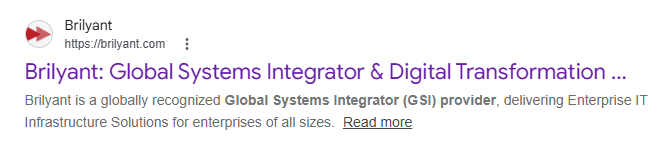 Brilyant
https://brilyant.com
Brilyant: Global Systems Integrator & Digital Transformation ...
Brilyant is a globally recognized Global Systems Integrator (GSI) provider, delivering Enterprise IT
Infrastructure Solutions for enterprises of all sizes. Read more